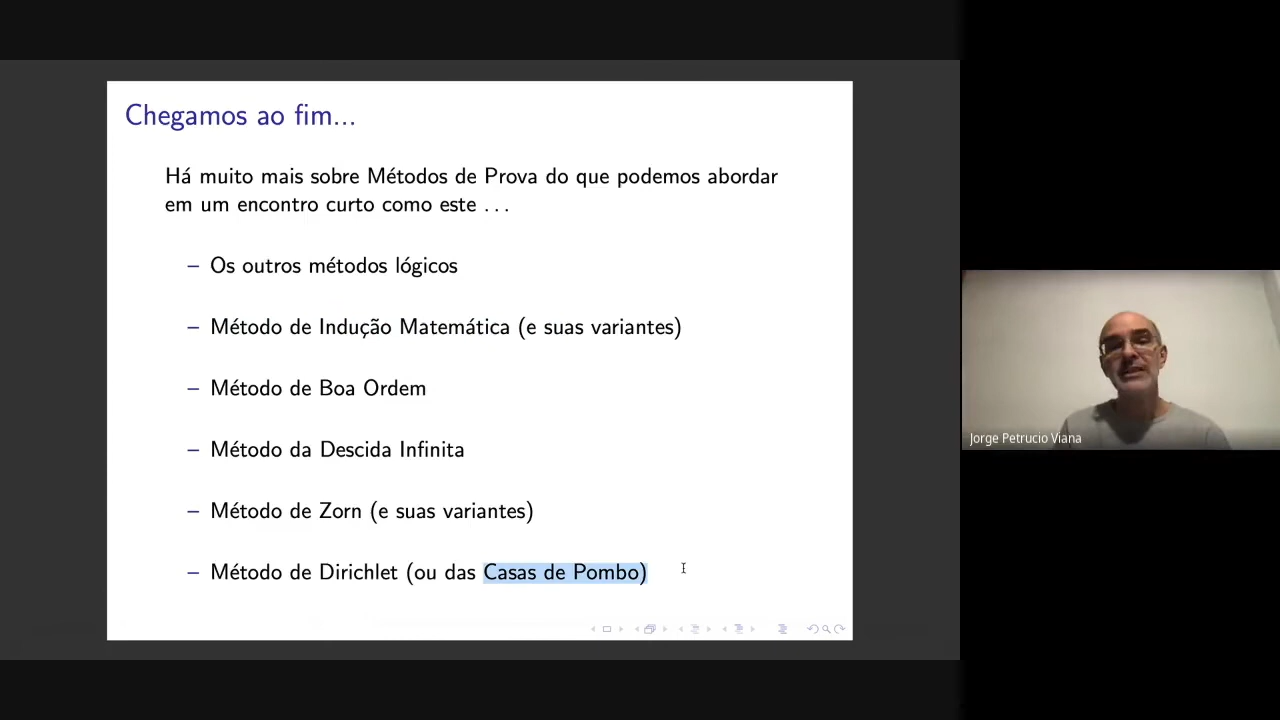 Chegamos ao fim...
Há muito mais sobre Métodos de Prova do que podemos abordar
em um encontro curto como este ...
– Os outros métodos lógicos
– Método de Indução Matemática (e suas variantes)
– Método de Boa Ordem
– Método da Descida Infinita
– Método de Zorn (e suas variantes)
– Método de Dirichlet (ou das Casas de Pombo)
Jorge Petrucio Viana